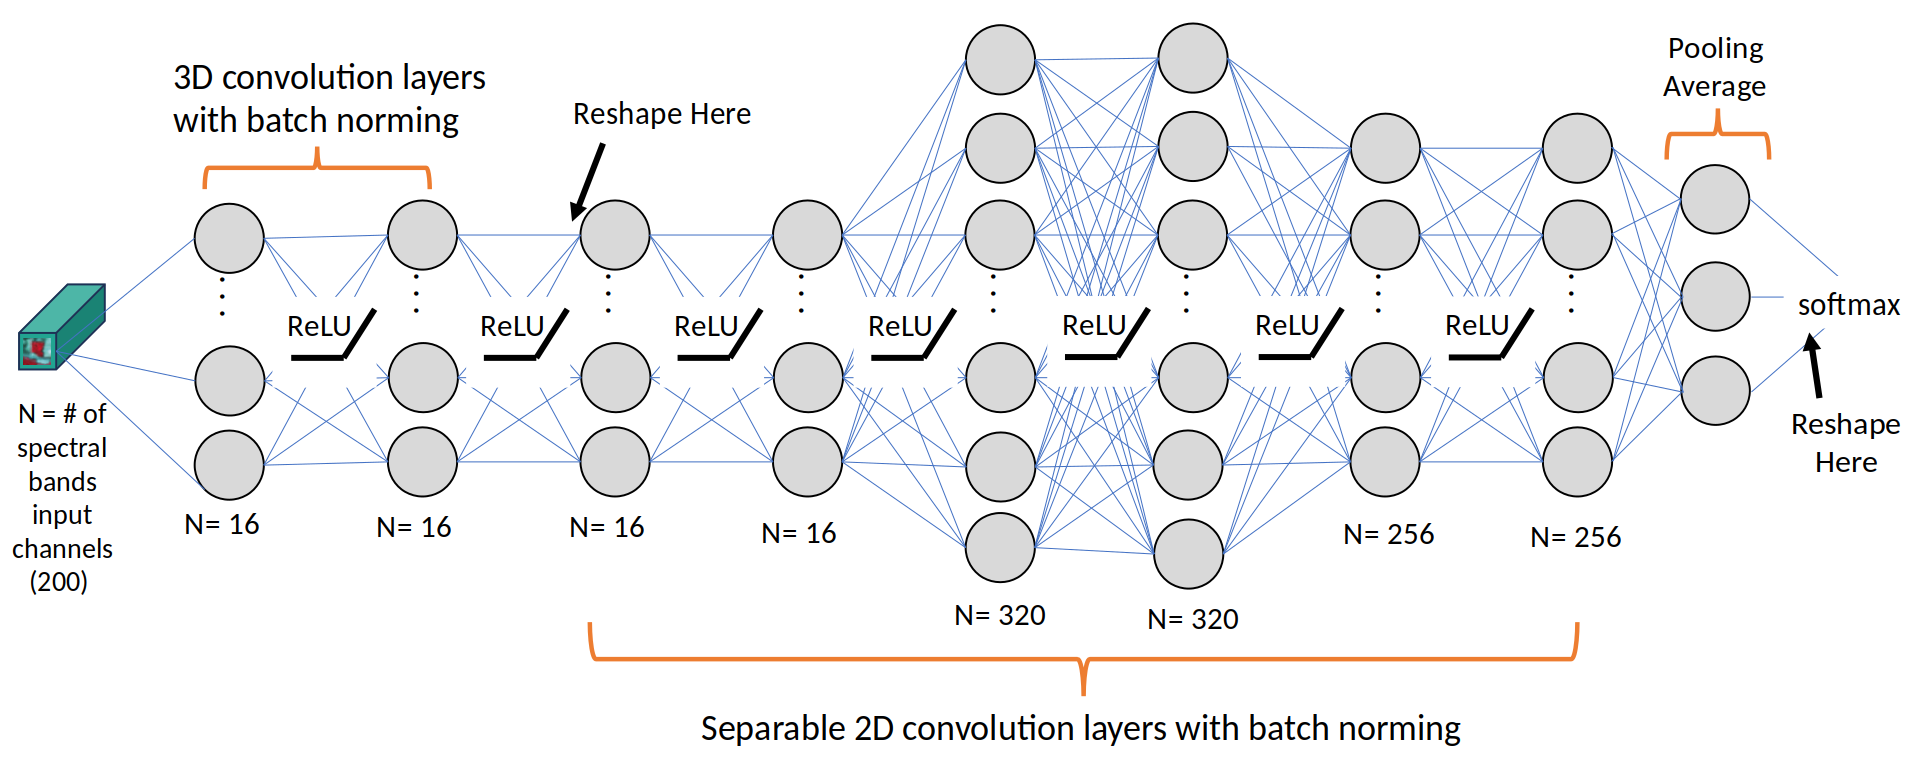 3D convolution layers
with batch norming
Reshape Here
Pooling
Average
ReLU
ReLU
ReLU
ReLU
ReLU
ReLU
ReLU
softmax
Reshape
Here
N = # of
spectral
bands
input
channels
(200)
N= 16
N= 16
N= 16
N= 16
N= 320
N= 320
N= 256
N= 256
Separable 2D convolution layers with batch norming